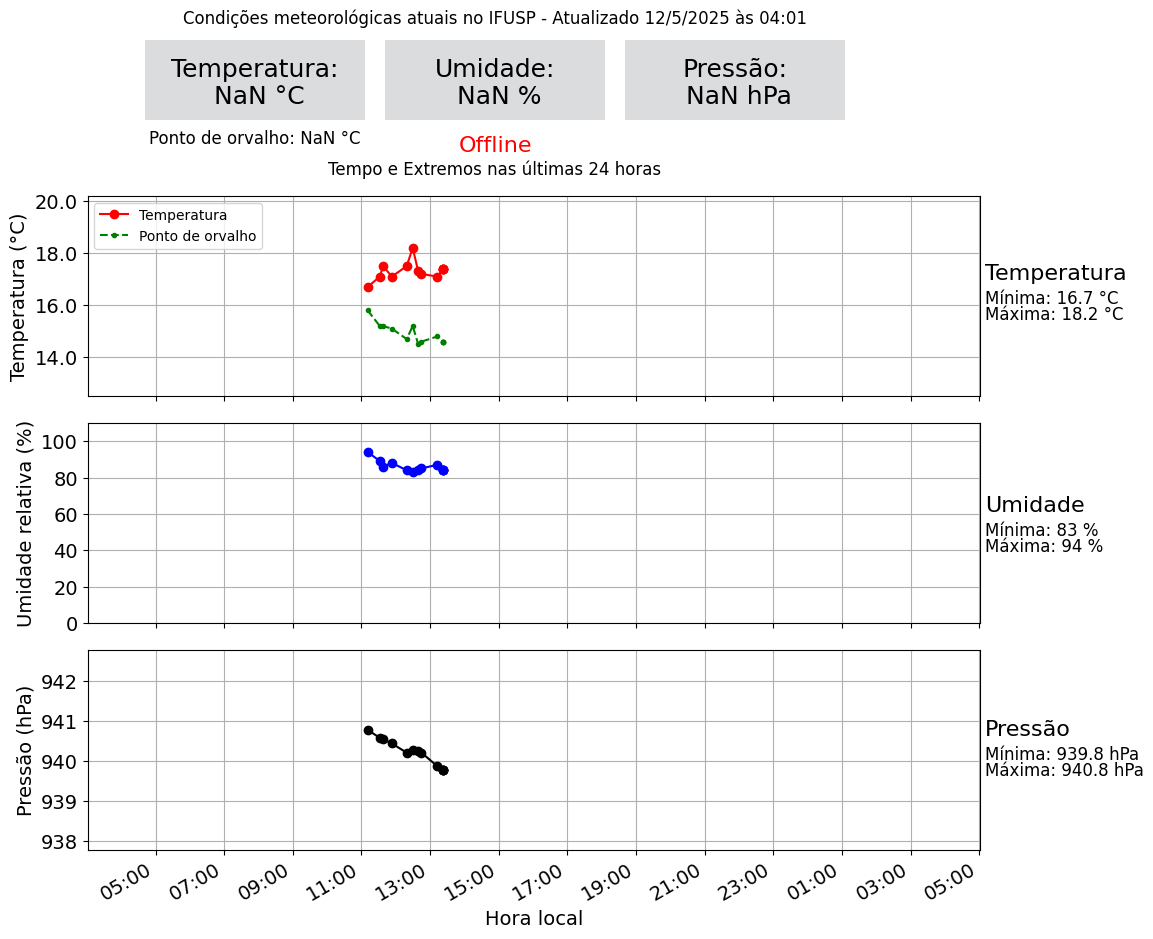 Condições meteorológicas atuais no IFUSP - Atualizado 12/5/2025 às 04:01
Temperatura:
NaN °C
Umidade:
NaN %
Pressão:
NaN hPa
Ponto de orvalho: NaN °C
Offline
Tempo e Extremos nas últimas 24 horas
Temperatura (°C)
20.0
18.0
16.0
14.0
Temperatura
Ponto de orvalho
Temperatura
Mínima: 16.7 °C
Máxima: 18.2 °C
Umidade relativa (%)
100
80
60
40
20
0
Umidade
Mínima: 83 %
Máxima: 94 %
Pressão (hPa)
942
941
940
939
938
Pressão
Mínima: 939.8 hPa
Máxima: 940.8 hPa
05:00 07:00 09:00 11:00 13:00 15:00 17:00 19:00 21:00 23:00 01:00 03:00 05:00
Hora local